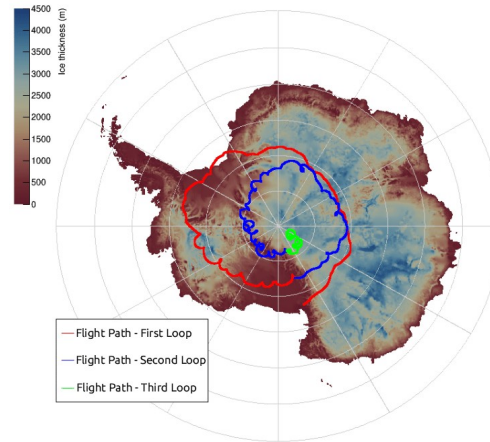 4500
4000
3500
3000
2500
2000
1500
1000
500
0
Ice thickness (m)
Flight Path - First Loop
Flight Path - Second Loop
Flight Path - Third Loop